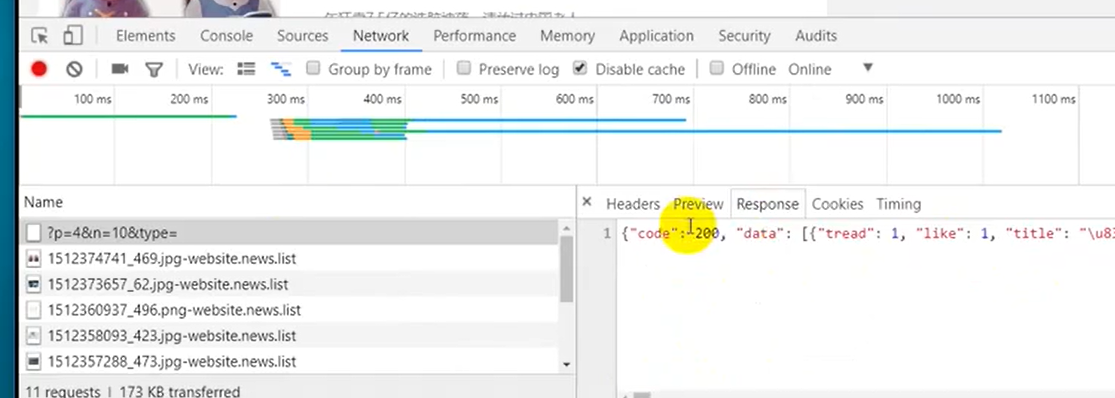 Elements Console Sources Network Performance Memory Application Security Audits
View: Group by frame Preserve log Disable cache Offline Online
100 ms 200 ms 300 ms 400 ms 500 ms 600 ms 700 ms 800 ms 900 ms 1000 ms 1100 ms
Name
× Headers Preview Response Cookies Timing
?p=4&n=10&type=
1 {"code": 200, "data": [{"tread": 1, "like": 1, "title": "\u83
1512374741_469.jpg-website.news.list
1512373657_62.jpg-website.news.list
1512360937_496.png-website.news.list
1512358093_423.jpg-website.news.list
1512357288_473.jpg-website.news.list
11 requests | 173 KB transferred